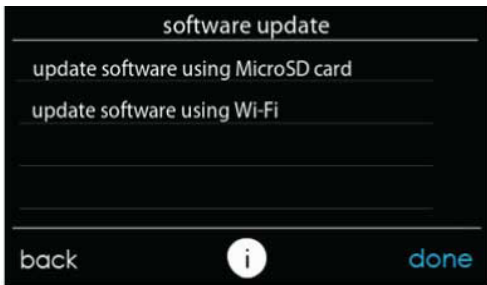 software update
update software using MicroSD card
update software using Wi-Fi
back
i
done